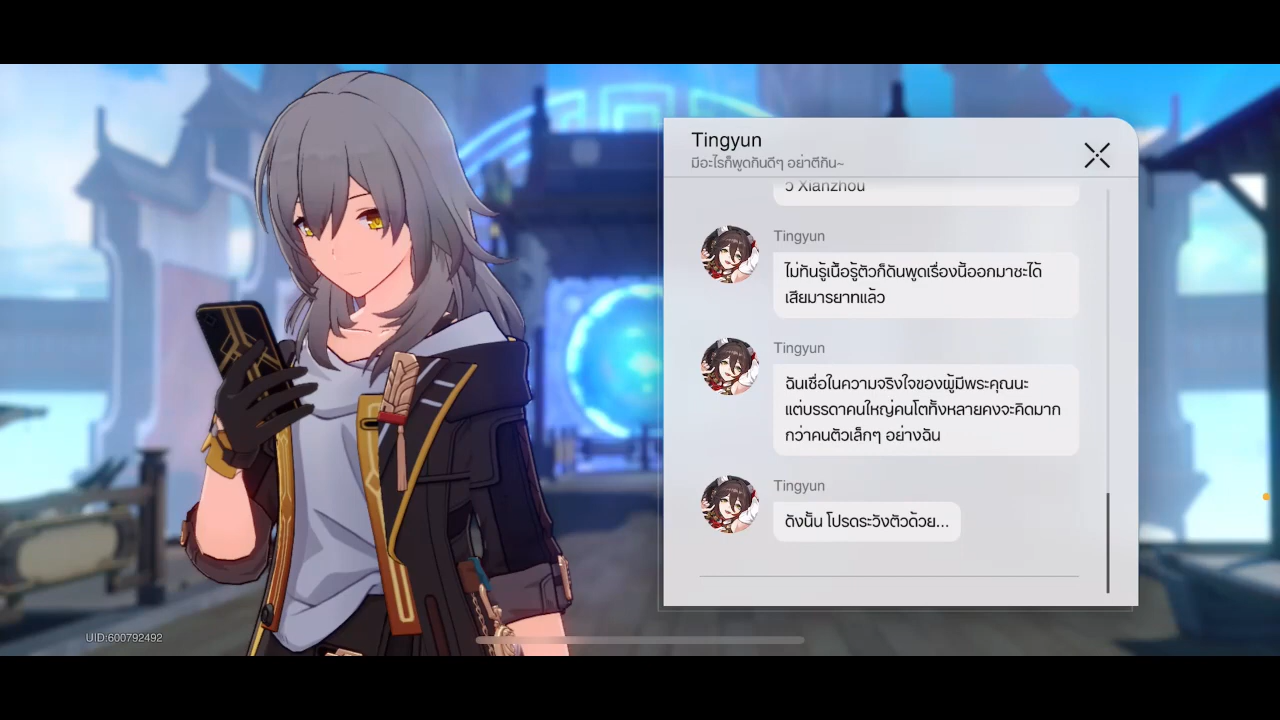 Tingyun
มีอะไรก็พูดกันดีๆ อย่าตีกัน~
ว Xianzhou
Tingyun
ไม่ทันรู้เนื้อรู้ตัวก็ดันพูดเรื่องนี้ออกมาซะได้
เสียมารยาทแล้ว
Tingyun
ฉันเชื่อในความจริงใจของผู้มีพระคุณนะ
แต่บรรดาคนใหญ่คนโตทั้งหลายคงจะคิดมาก
กว่าคนตัวเล็กๆ อย่างฉัน
Tingyun
ดังนั้น โปรดระวังตัวด้วย...
UID:600792492